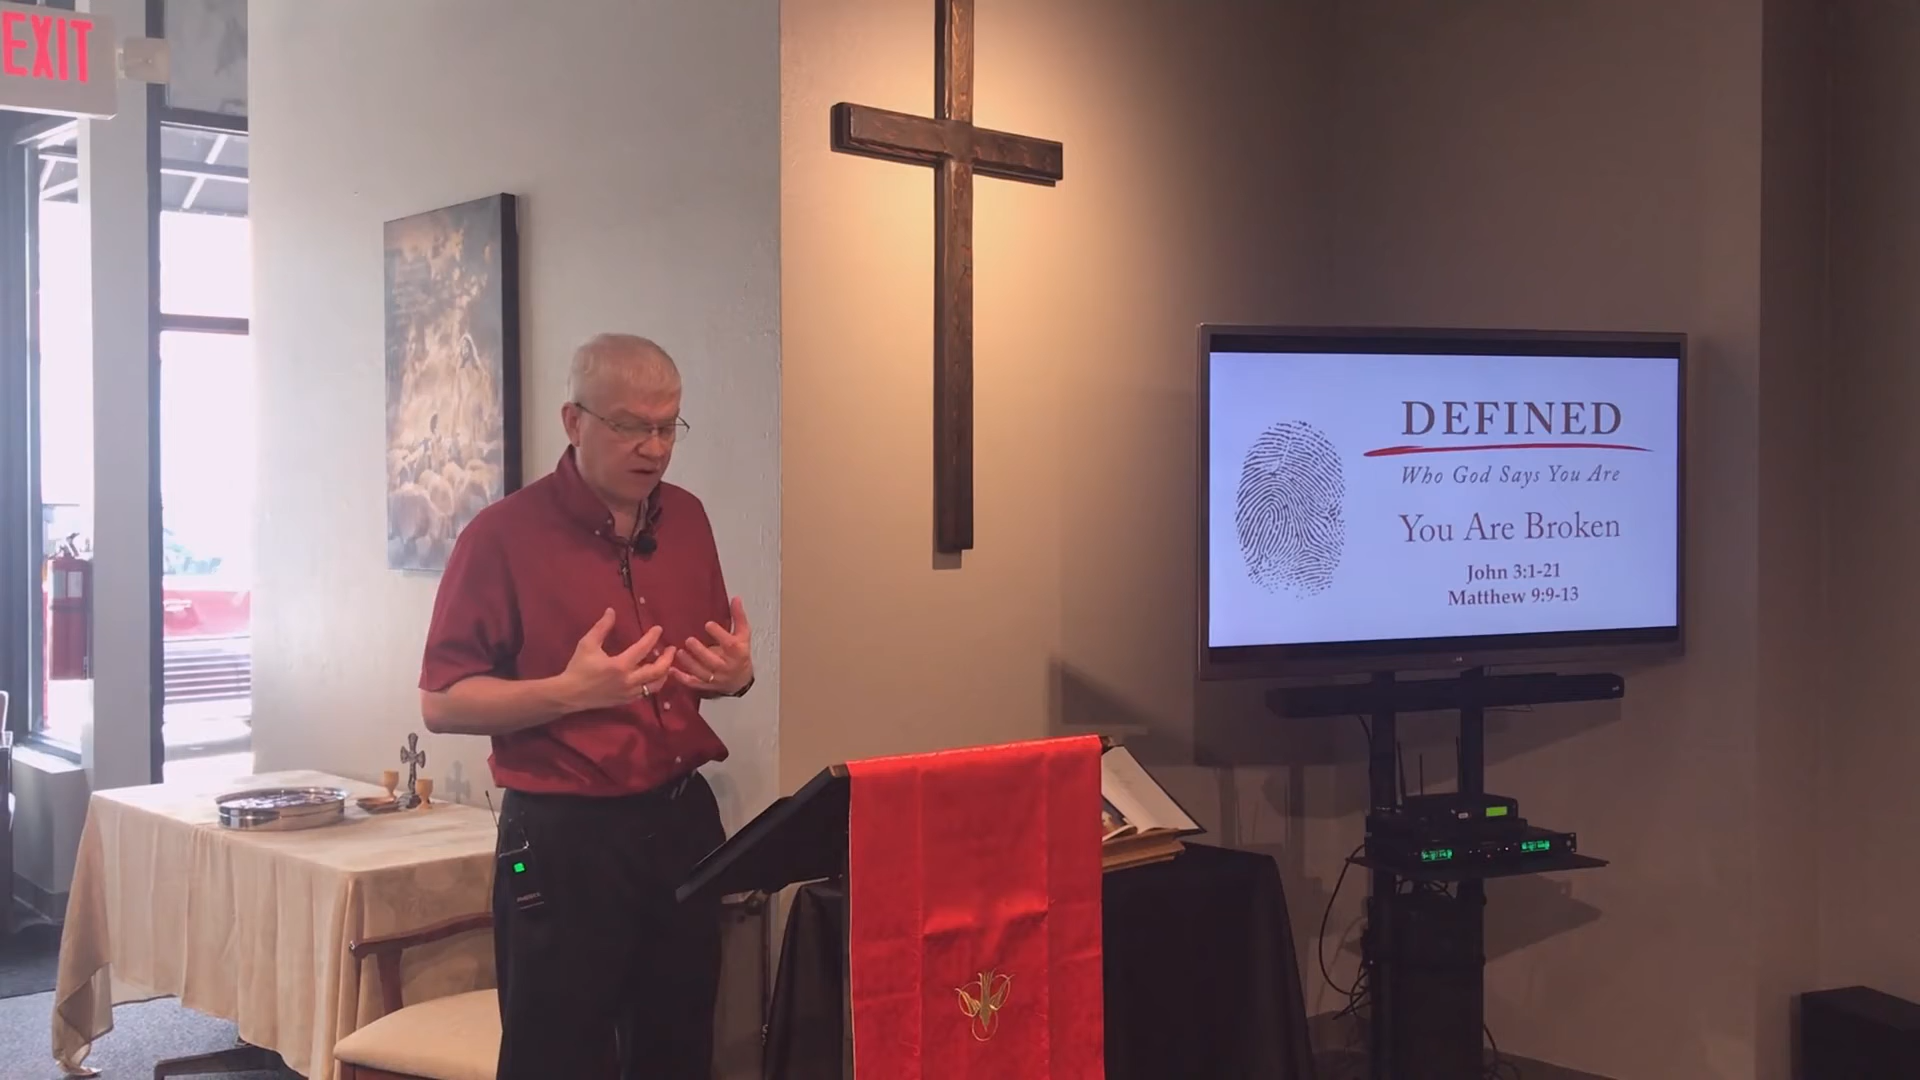 EXIT
DEFINED
Who God Says You Are
You Are Broken
John 3:1-21
Matthew 9:9-13